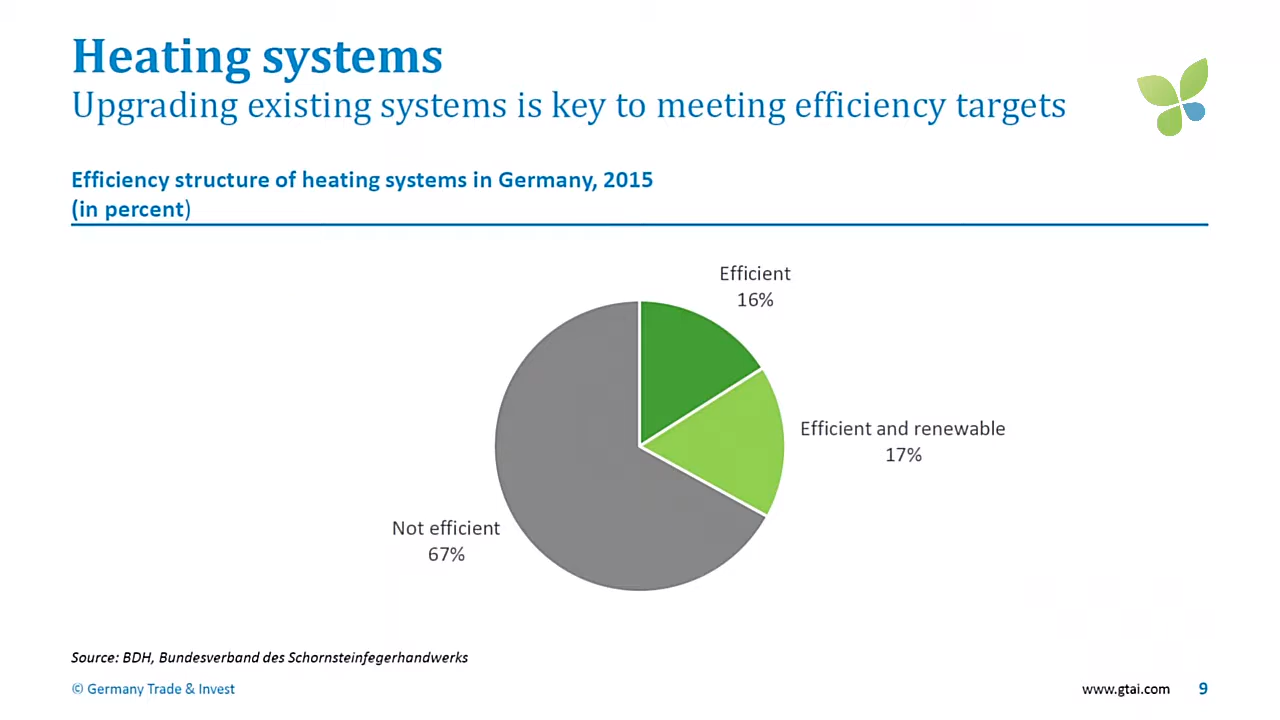 Heating systems
Upgrading existing systems is key to meeting efficiency targets
Efficiency structure of heating systems in Germany, 2015
(in percent)
Efficient
16%
Efficient and renewable
17%
Not efficient
67%
Source: BDH, Bundesverband des Schornsteinfegerhandwerks
© Germany Trade & Invest
www.gtai.com
9